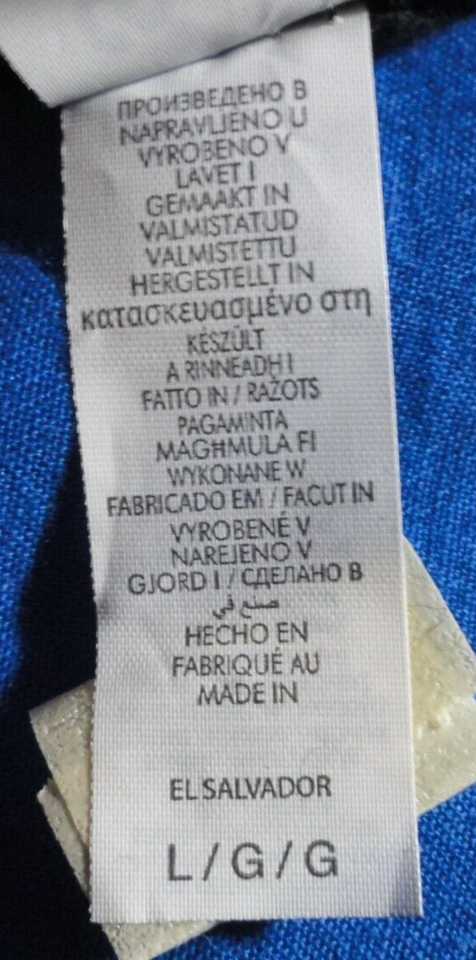 ПРОИЗВЕДЕНО В
NAPRAVLJENO U
VYROBENO V
LAVET I
GEMAAKT IN
VALMISTATUD
VALMISTETTU
HERGESTELLT IN
κατασκευασμένο στη
KÉSZÜLT
A RINNEADH I
FATTO IN / RAŽOTS
PAGAMINTA
MAGĦMULA FI
WYKONANE W
FABRICADO EM / FACUT IN
VYROBENÉ V
NAREJENO V
GJORD I / СДЕЛАНО В
صنع في
HECHO EN
FABRIQUÉ AU
MADE IN
EL SALVADOR
L / G / G